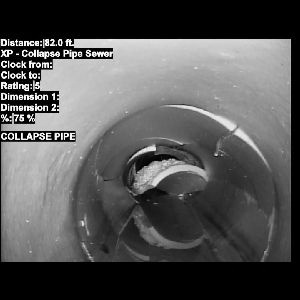 Distance: 82.0 ft.
XP - Collapse Pipe Sewer
Clock from:
Clock to:
Rating: 5
Dimension 1:
Dimension 2:
%: 75 %
COLLAPSE PIPE